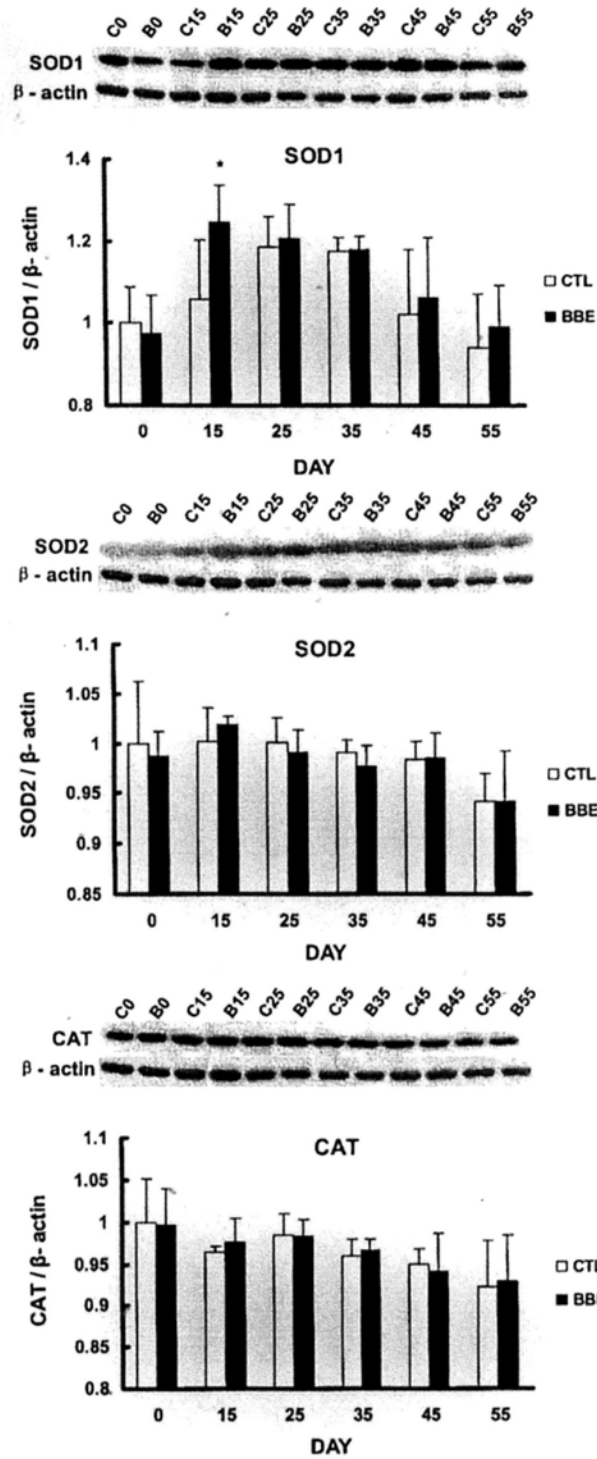 C0 B0 C15 B15 C25 B25 C35 B35 C45 B45 C55 B55
SOD1
β - actin
SOD1
*
1.4
1.2
1
0.8
SOD1 / β- actin
CTL
BBE
0 15 25 35 45 55
DAY
C0 B0 C15 B15 C25 B25 C35 B35 C45 B45 C55 B55
SOD2
β - actin
SOD2
1.1
1.05
1
0.95
0.9
0.85
SOD2 / β- actin
CTL
BBE
0 15 25 35 45 55
DAY
C0 B0 C15 B15 C25 B25 C35 B35 C45 B45 C55 B55
CAT
β - actin
CAT
1.1
1.05
1
0.95
0.9
0.85
0.8
CAT / β- actin
CTL
BB
0 15 25 35 45 55
DAY